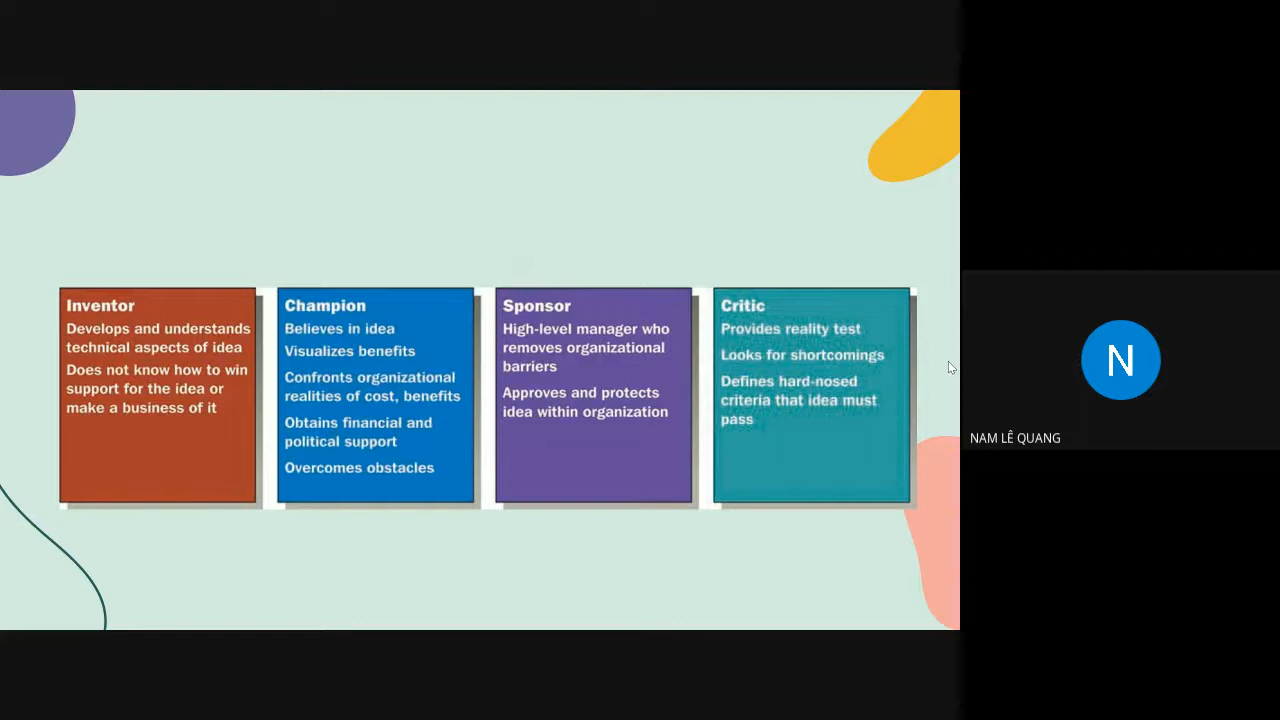 Inventor
Develops and understands
technical aspects of idea
Does not know how to win
support for the idea or
make a business of it
Champion
Believes in idea
Visualizes benefits
Confronts organizational
realities of cost, benefits
Obtains financial and
political support
Overcomes obstacles
Sponsor
High-level manager who
removes organizational
barriers
Approves and protects
idea within organization
Critic
Provides reality test
Looks for shortcomings
Defines hard-nosed
criteria that idea must
pass
N
NAM LÊ QUANG